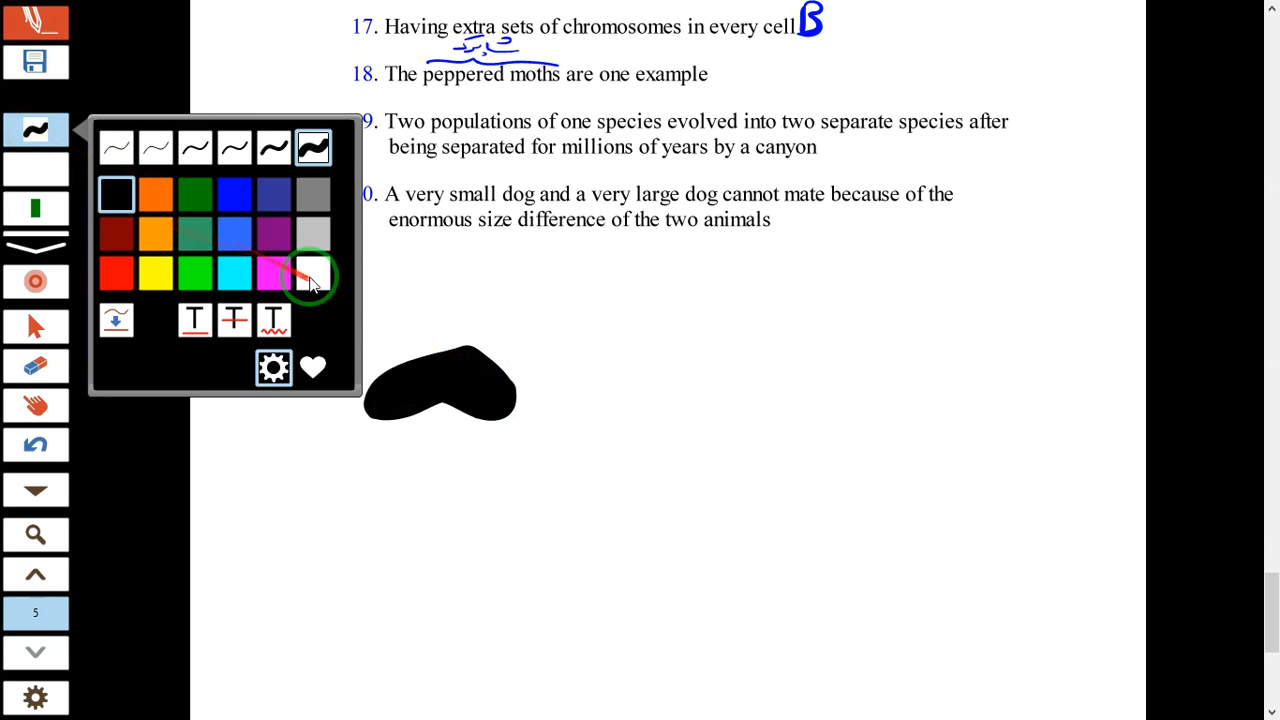 17. Having extra sets of chromosomes in every cell B
18. The peppered moths are one example
9. Two populations of one species evolved into two separate species after
being separated for millions of years by a canyon
0. A very small dog and a very large dog cannot mate because of the
enormous size difference of the two animals
T T T
5